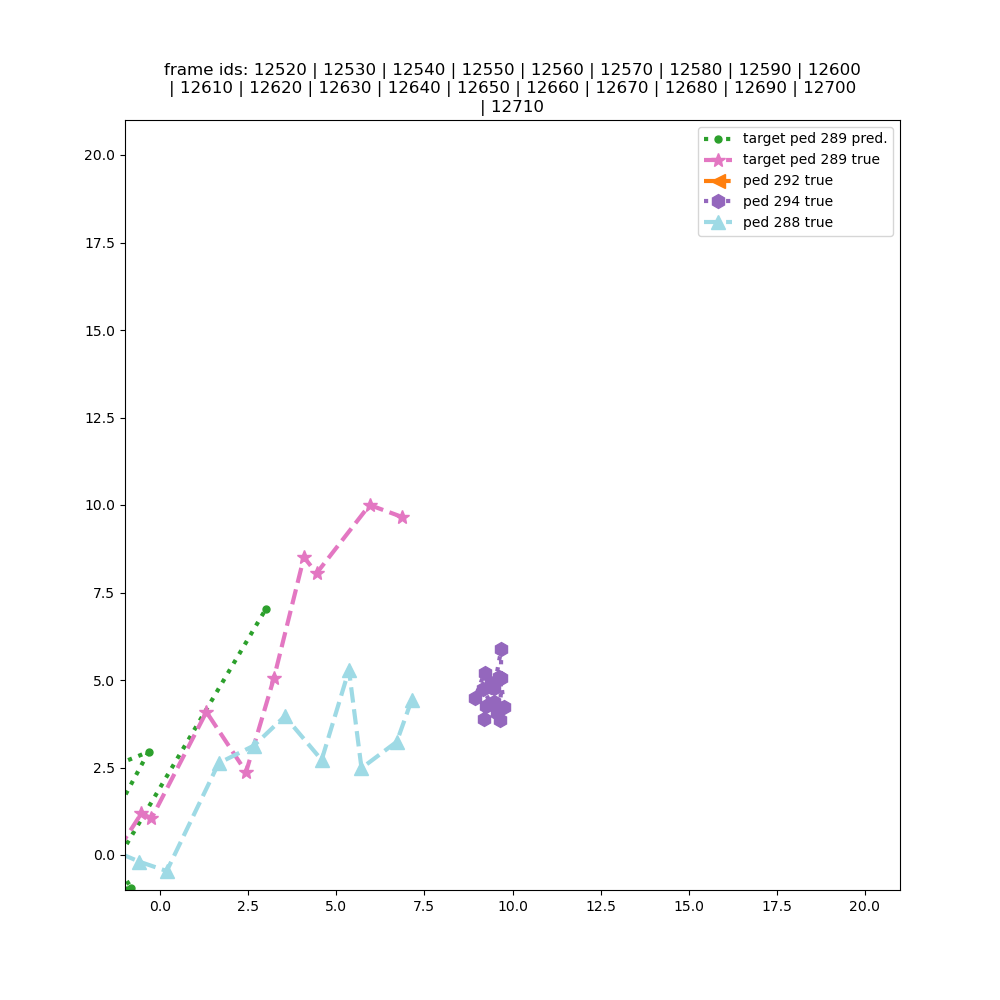 frame ids: 12520 | 12530 | 12540 | 12550 | 12560 | 12570 | 12580 | 12590 | 12600
| 12610 | 12620 | 12630 | 12640 | 12650 | 12660 | 12670 | 12680 | 12690 | 12700
| 12710
target ped 289 pred.
target ped 289 true
ped 292 true
ped 294 true
ped 288 true
20.0
17.5
15.0
12.5
10.0
7.5
5.0
2.5
0.0
0.0 2.5 5.0 7.5 10.0 12.5 15.0 17.5 20.0